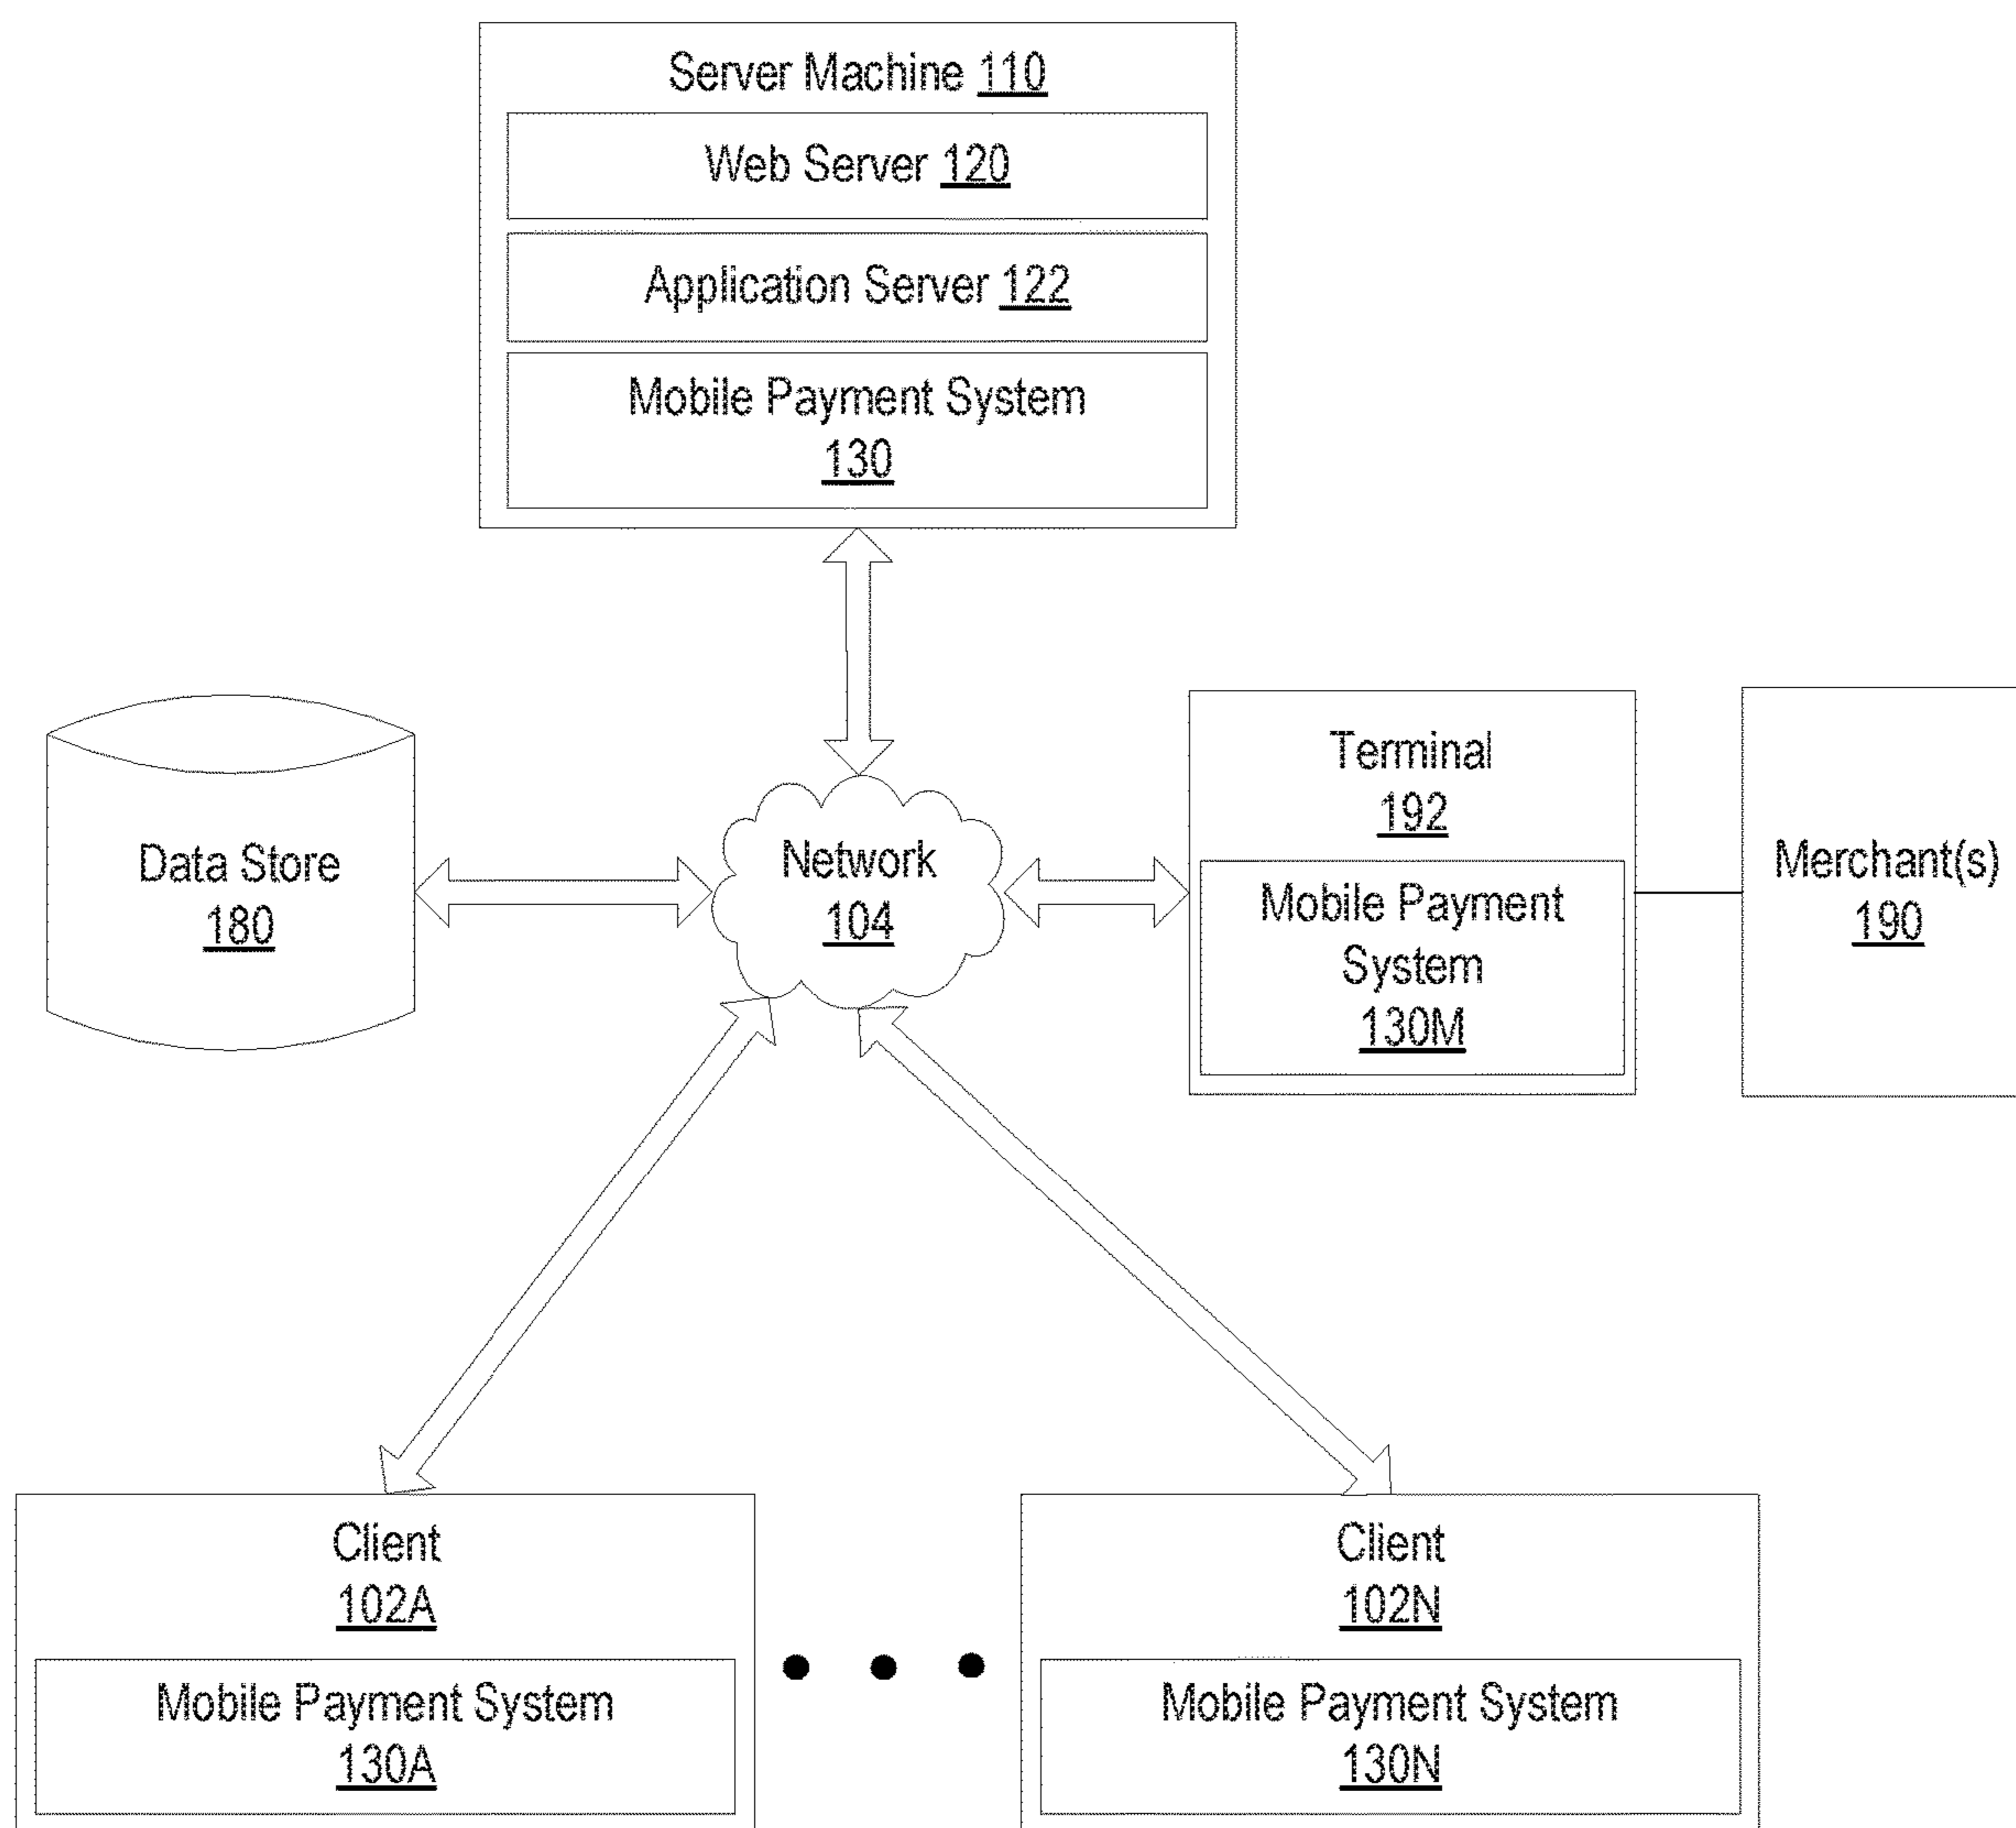 Server Machine 110
Web Server 120
Application Server 122
Mobile Payment System
130
Data Store
180
Network
104
Terminal
192
Mobile Payment
System
130M
Merchant(s)
190
Client
102A
Mobile Payment System
130A
Client
102N
Mobile Payment System
130N